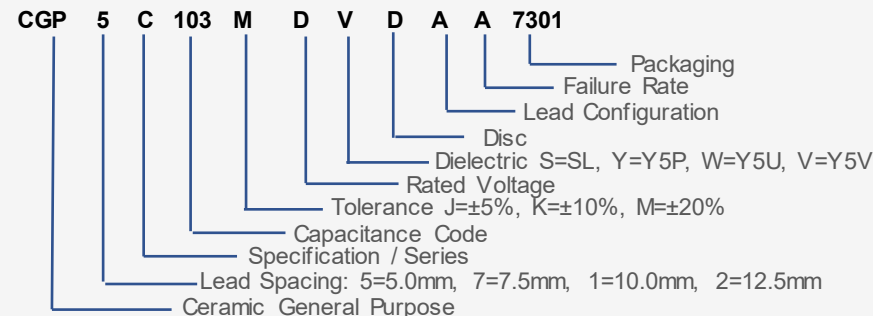 CGP 5 C 103 M D V D A A 7301
Packaging
Failure Rate
Lead Configuration
Disc
Dielectric S=SL, Y=Y5P, W=Y5U, V=Y5V
Rated Voltage
Tolerance J=±5%, K=±10%, M=±20%
Capacitance Code
Specification / Series
Lead Spacing: 5=5.0mm, 7=7.5mm, 1=10.0mm, 2=12.5mm
Ceramic General Purpose